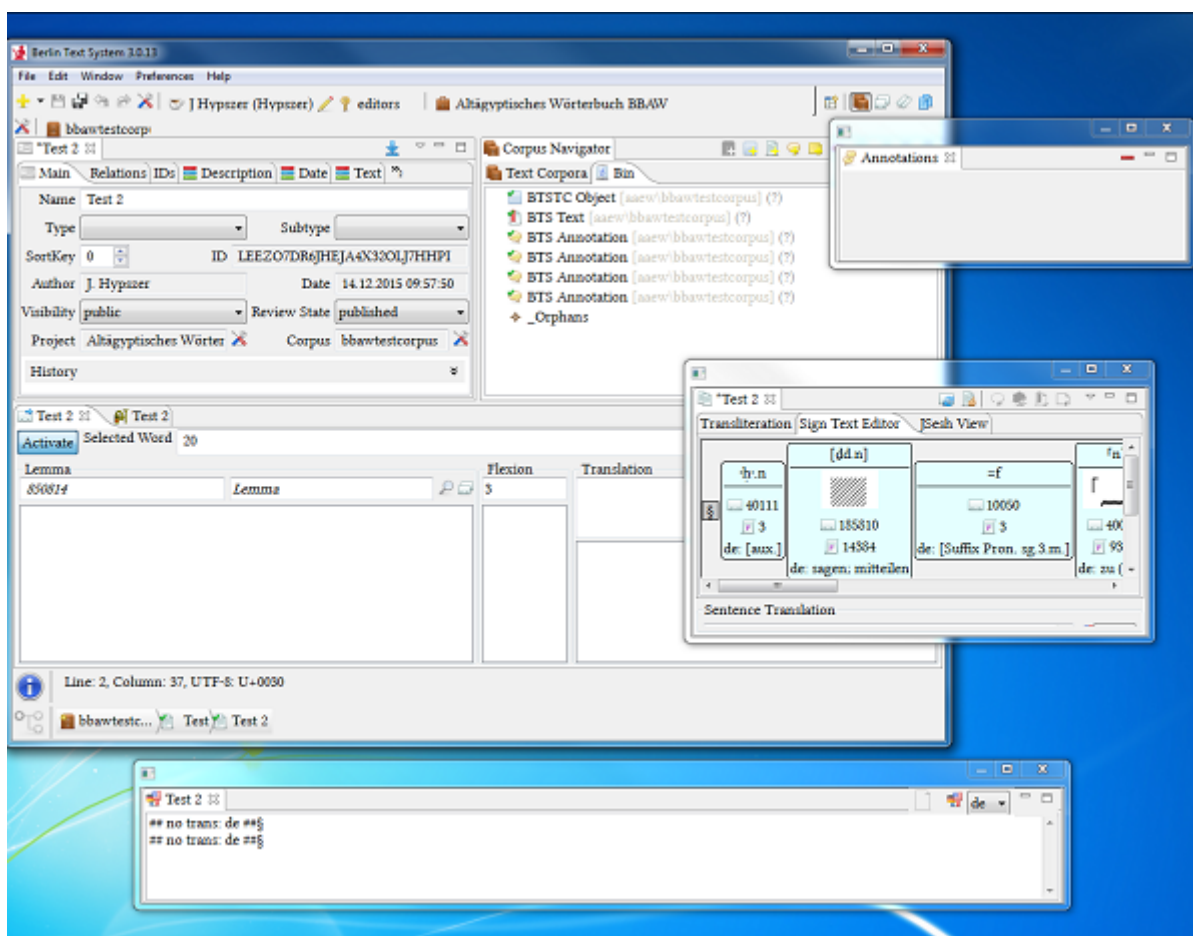 Berlin Text System 3.0.13
File Edit Window Preferences Help
J Hypszer (Hypszer) editors Altägyptisches Wörterbuch BBAW
bbawtestcorp
*Test 2
Main Relations IDs Description Date Text
Name Test 2
Type Subtype
SortKey 0 ID LEEZO7DR6JHEJA4X32OLJ7HHPI
Author J. Hypszer Date 14.12.2015 09:57:50
Visibility public Review State published
Project Altägyptisches Wörter Corpus bbawtestcorpus
History
Corpus Navigator
Text Corpora Bin
BTSTC Object [aaew\bbawtestcorpus] (?)
BTS Text [aaew\bbawtestcorpus] (?)
BTS Annotation [aaew\bbawtestcorpus] (?)
BTS Annotation [aaew\bbawtestcorpus] (?)
BTS Annotation [aaew\bbawtestcorpus] (?)
BTS Annotation [aaew\bbawtestcorpus] (?)
_Orphans
Annotations
Test 2 Test 2
Activate Selected Word 20
Lemma Flexion Translation
850814 Lemma 3
*Test 2
Transliteration Sign Text Editor JSesh View
[ḏd.n]
ꜥḥꜥ.n =f
§ 40111 10050
3 185810 3
de: [aux.] 14384 de: [Suffix Pron. sg.3.m.]
de: sagen; mitteilen de: zu (
Sentence Translation
Line: 2, Column: 37, UTF-8: U+0030
bbawtestc... Test Test 2
Test 2 de
## no trans: de ##§
## no trans: de ##§